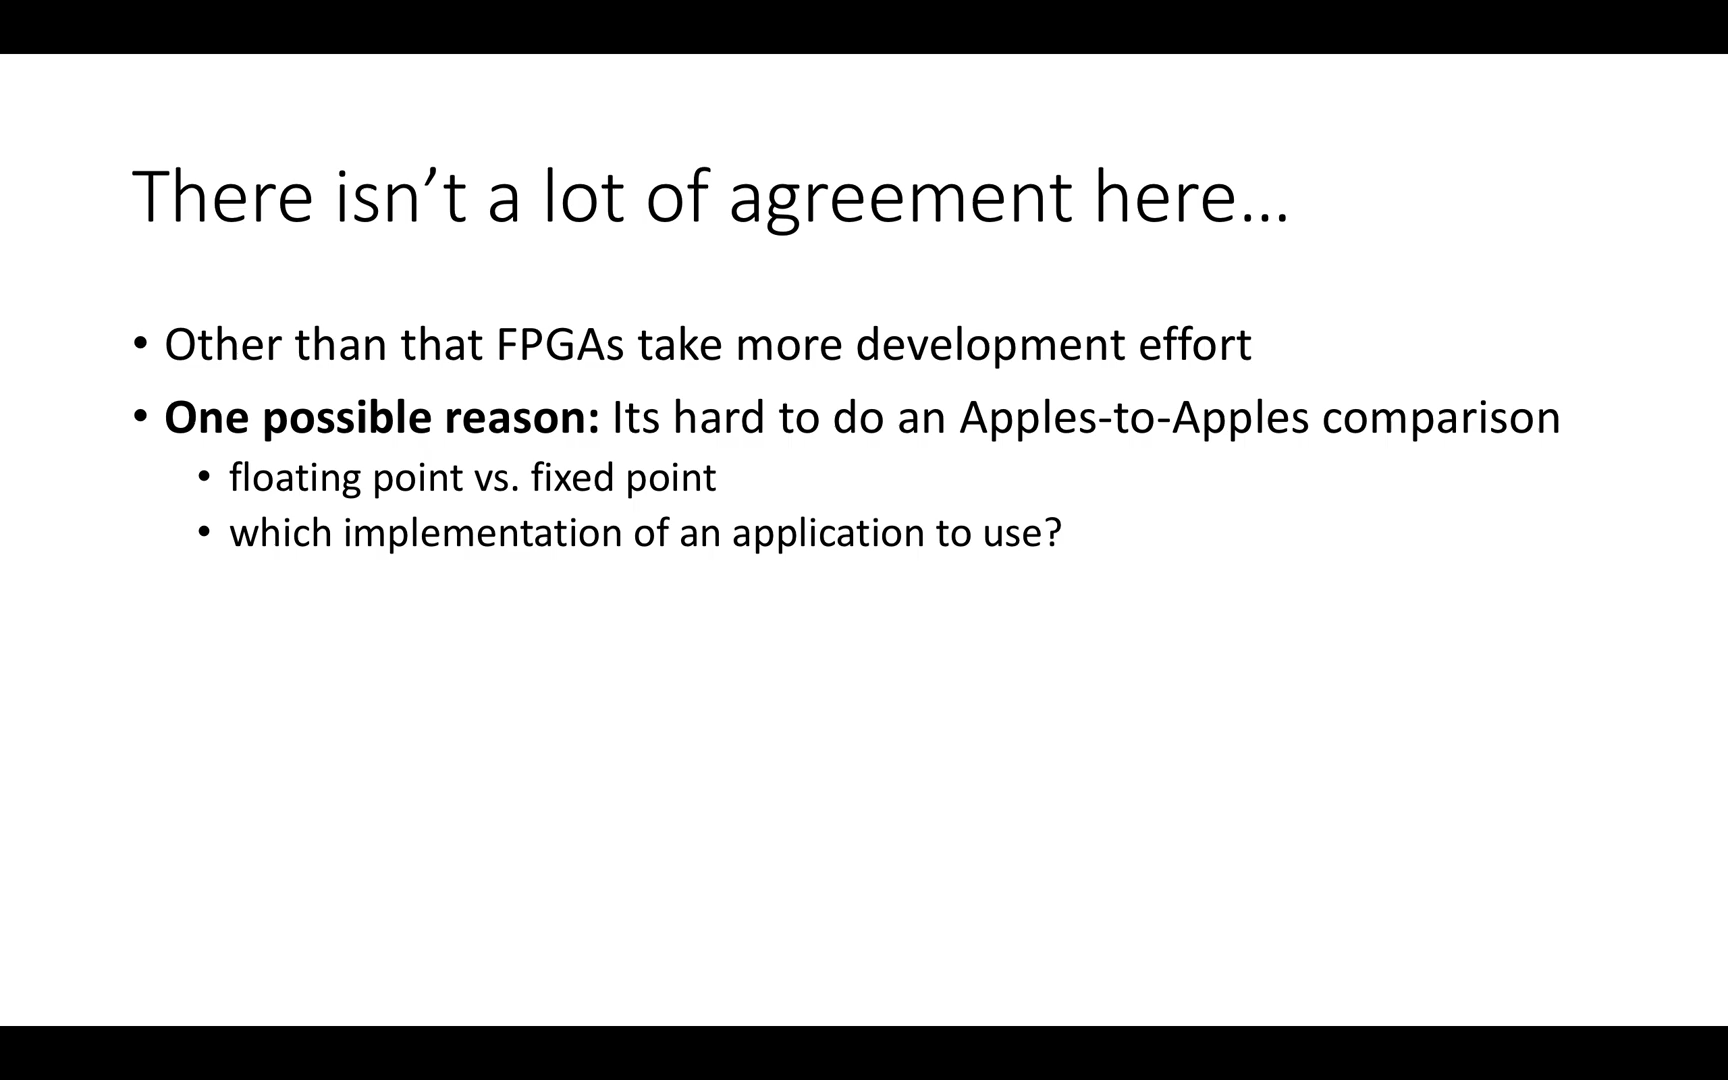 There isn’t a lot of agreement here…
• Other than that FPGAs take more development effort
• One possible reason: Its hard to do an Apples-to-Apples comparison
• floating point vs. fixed point
• which implementation of an application to use?